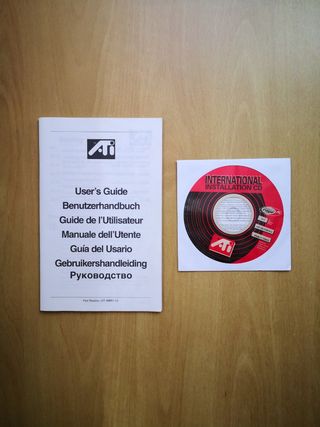 ATI
User's Guide
Benutzerhandbuch
Guide de l'Utilisateur
Manuale dell'Utente
Guía del Usario
Gebruikershandleiding
Руководство
INTERNATIONAL
INSTALLATION CD
ATI